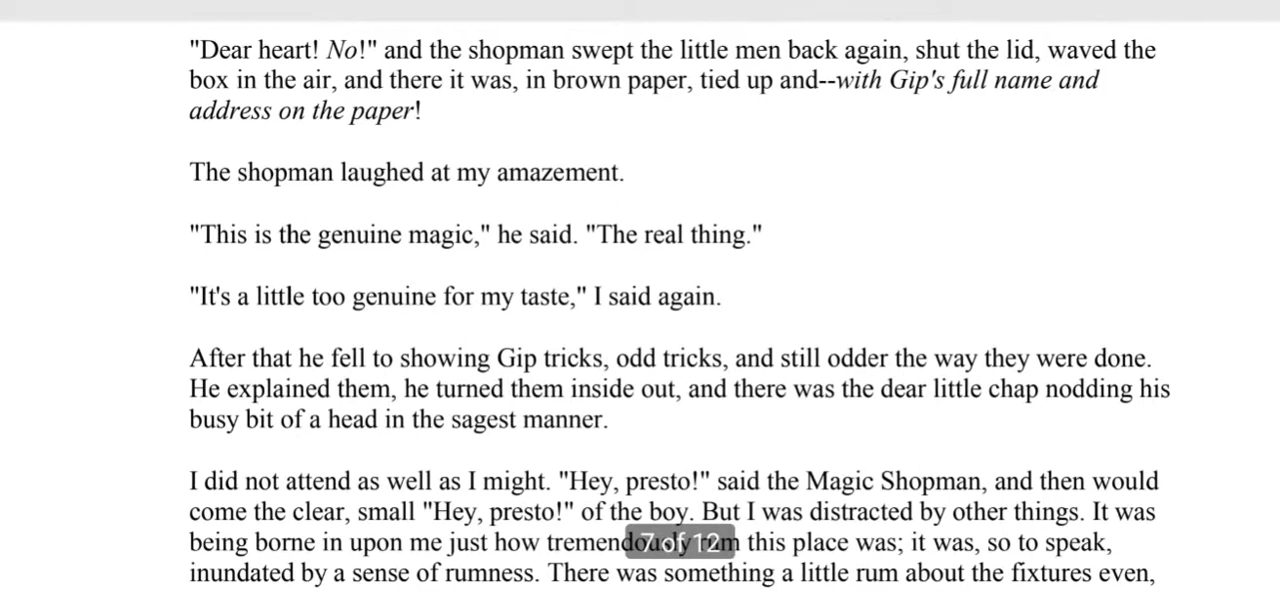 "Dear heart! No!" and the shopman swept the little men back again, shut the lid, waved the
box in the air, and there it was, in brown paper, tied up and--with Gip's full name and
address on the paper!
The shopman laughed at my amazement.
"This is the genuine magic," he said. "The real thing."
"It's a little too genuine for my taste," I said again.
After that he fell to showing Gip tricks, odd tricks, and still odder the way they were done.
He explained them, he turned them inside out, and there was the dear little chap nodding his
busy bit of a head in the sagest manner.
I did not attend as well as I might. "Hey, presto!" said the Magic Shopman, and then would
come the clear, small "Hey, presto!" of the boy. But I was distracted by other things. It was
being borne in upon me just how tremendously rum this place was; it was, so to speak,
7 of 12
inundated by a sense of rumness. There was something a little rum about the fixtures even,